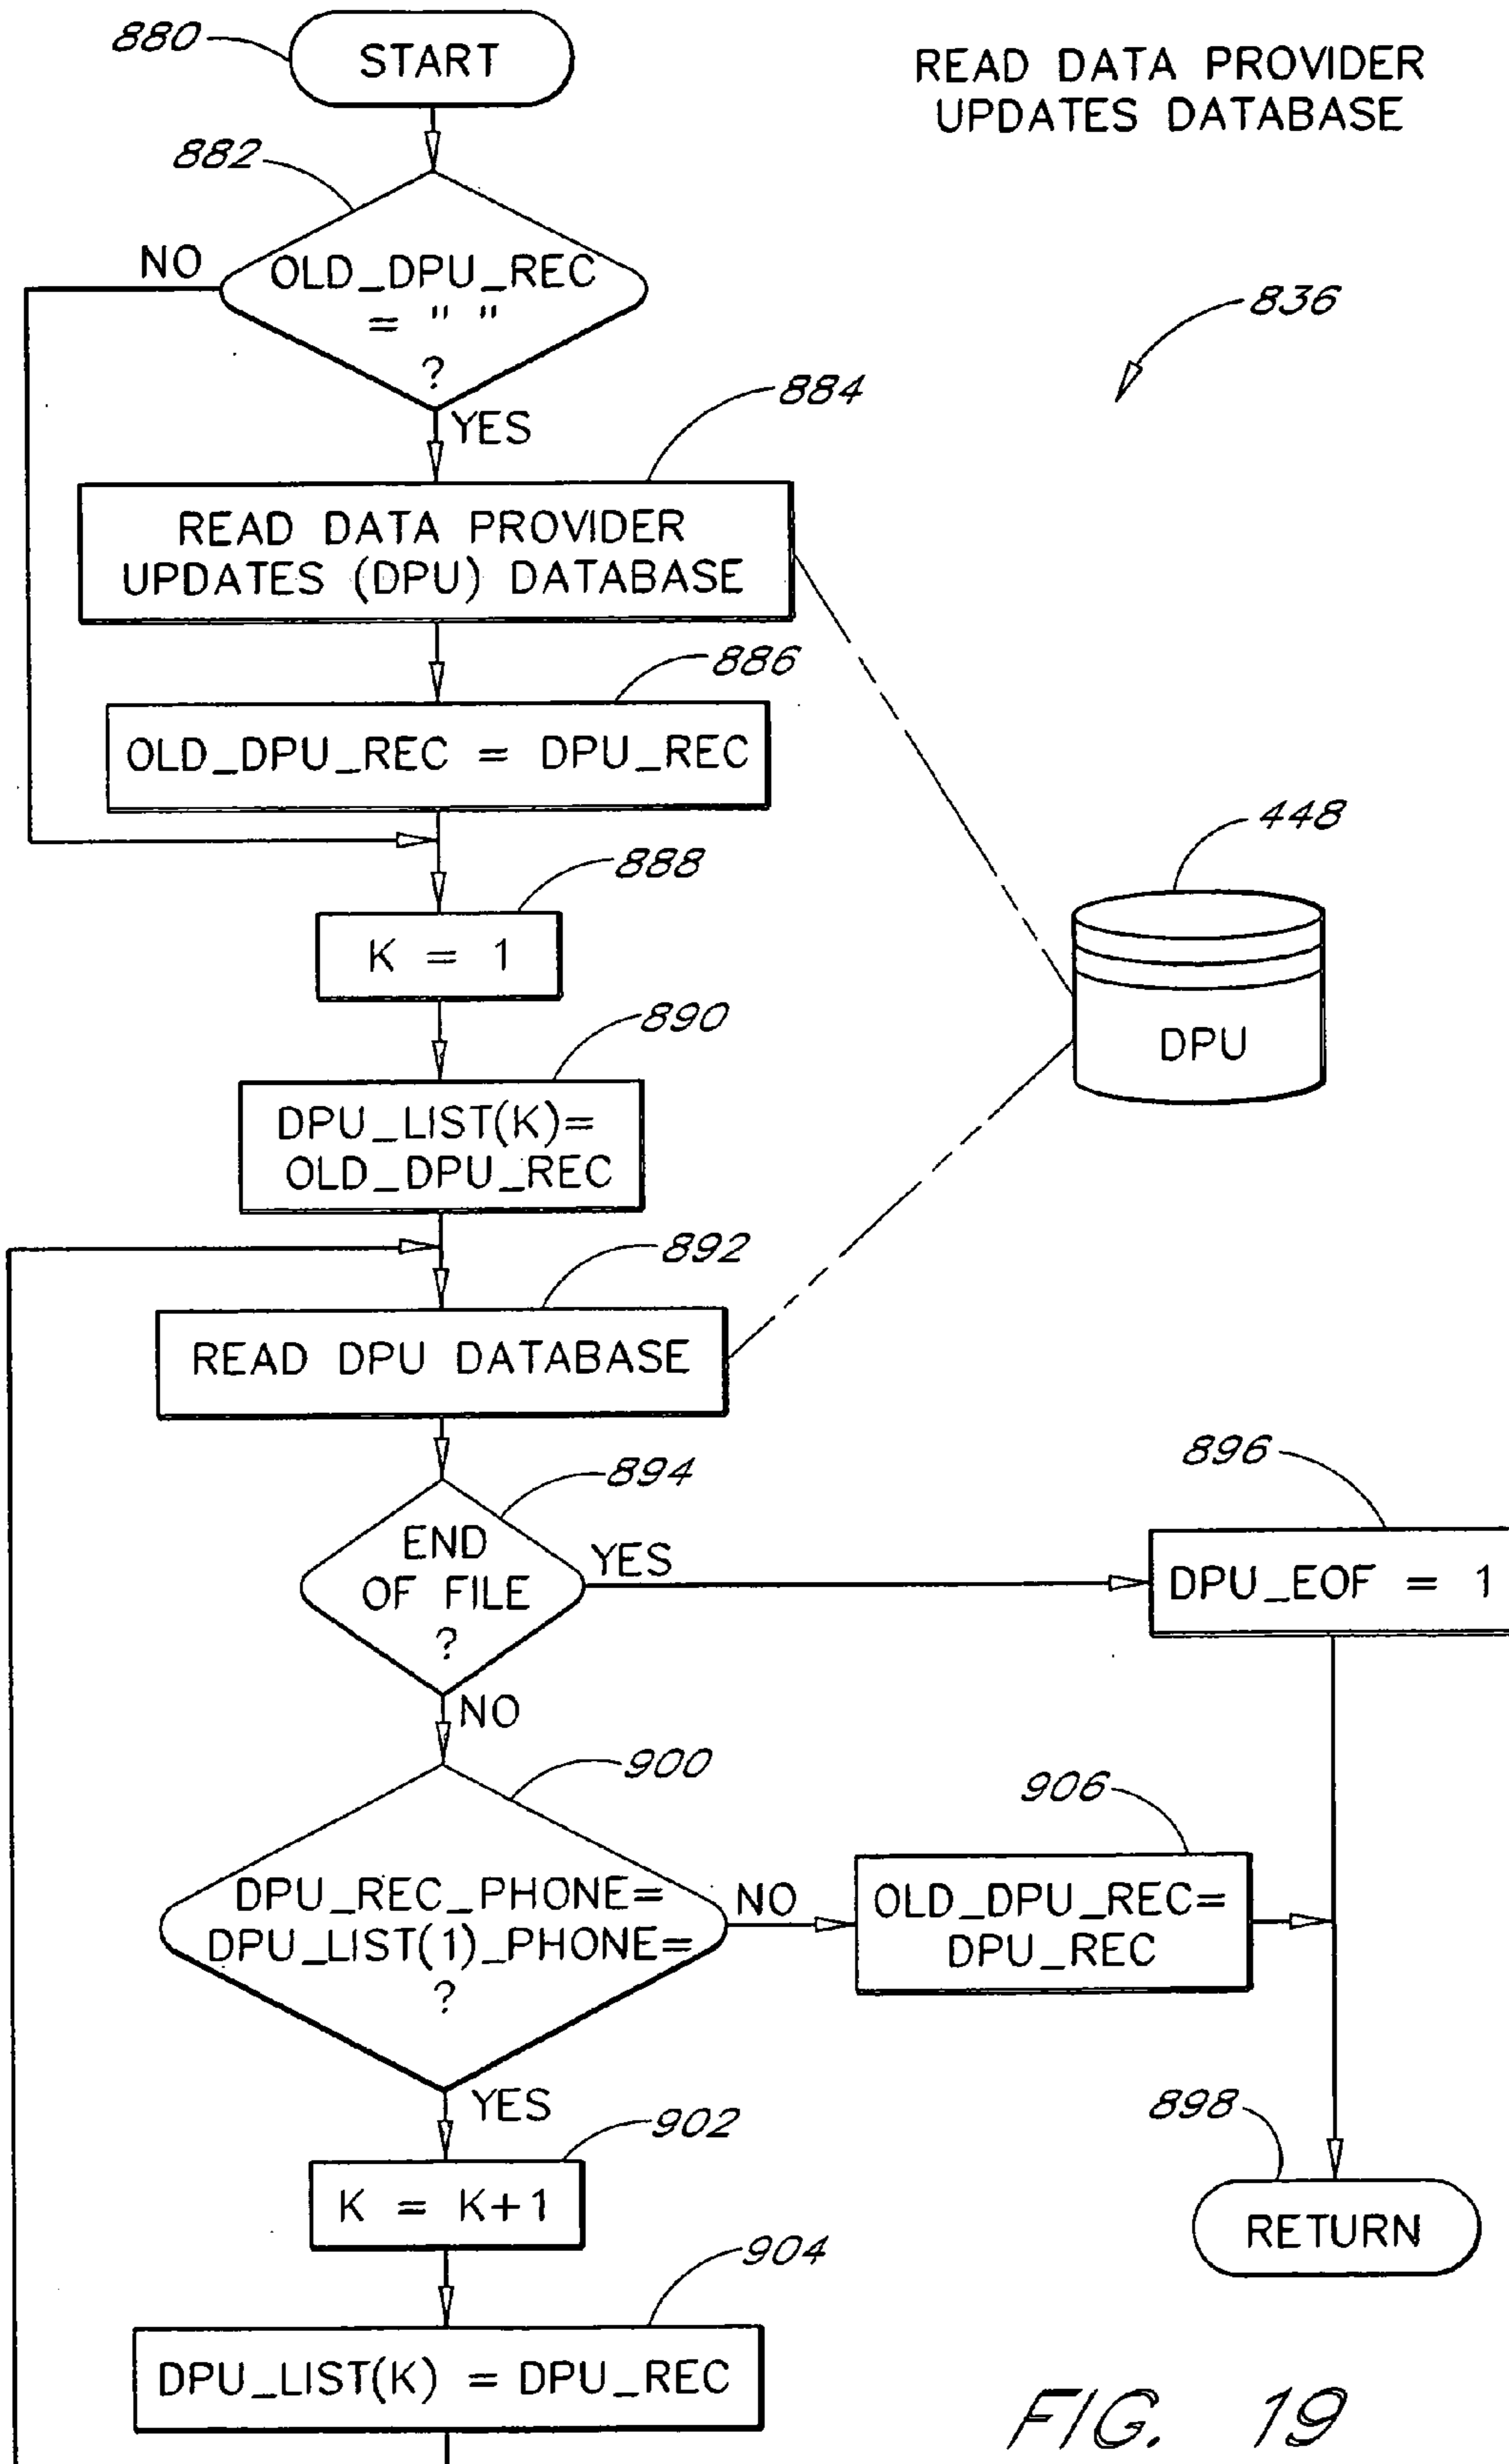 880
START
READ DATA PROVIDER
UPDATES DATABASE
882
NO
OLD_DPU_REC
= " "
?
836
YES
884
READ DATA PROVIDER
UPDATES (DPU) DATABASE
886
OLD_DPU_REC = DPU_REC
448
DPU
888
K = 1
890
DPU_LIST(K)=
OLD_DPU_REC
892
READ DPU DATABASE
894
END
OF FILE
?
YES
896
DPU_EOF = 1
NO
900
DPU_REC_PHONE=
DPU_LIST(1)_PHONE=
?
NO
906
OLD_DPU_REC=
DPU_REC
YES
902
K = K+1
898
RETURN
904
DPU_LIST(K) = DPU_REC
FIG. 19